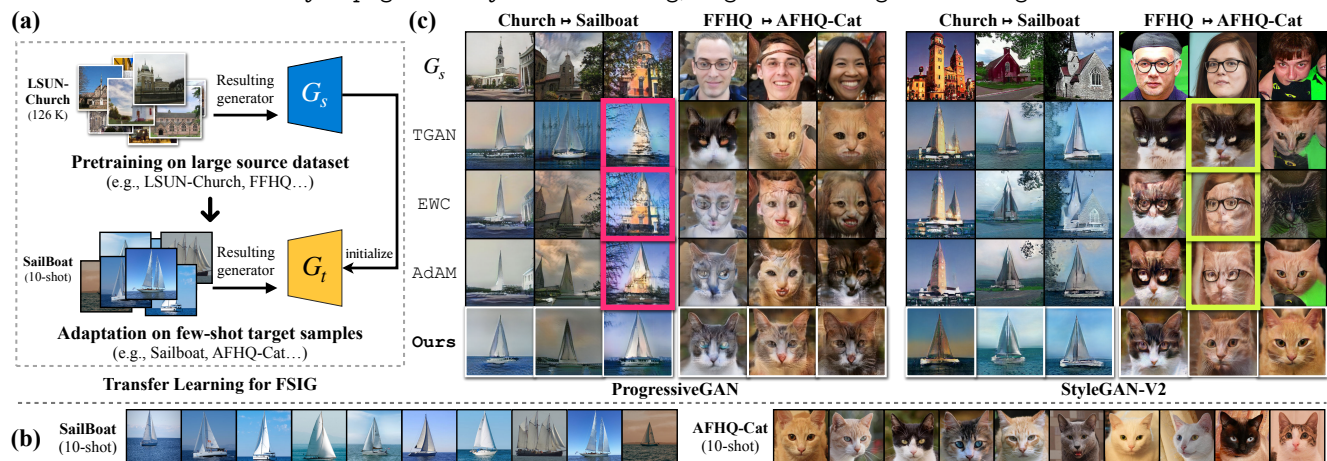 (a)
LSUN-
Church
(126 K)
Resulting
generator
G_s
Pretraining on large source dataset
(e.g., LSUN-Church, FFHQ…)
SailBoat
(10-shot)
Resulting
generator
G_t
initialize
Adaptation on few-shot target samples
(e.g., Sailboat, AFHQ-Cat…)
Transfer Learning for FSIG
(c)
Church ↦ Sailboat
FFHQ ↦ AFHQ-Cat
Church ↦ Sailboat
FFHQ ↦ AFHQ-Cat
G_s
TGAN
EWC
AdAM
Ours
ProgressiveGAN
StyleGAN-V2
(b)
SailBoat
(10-shot)
AFHQ-Cat
(10-shot)